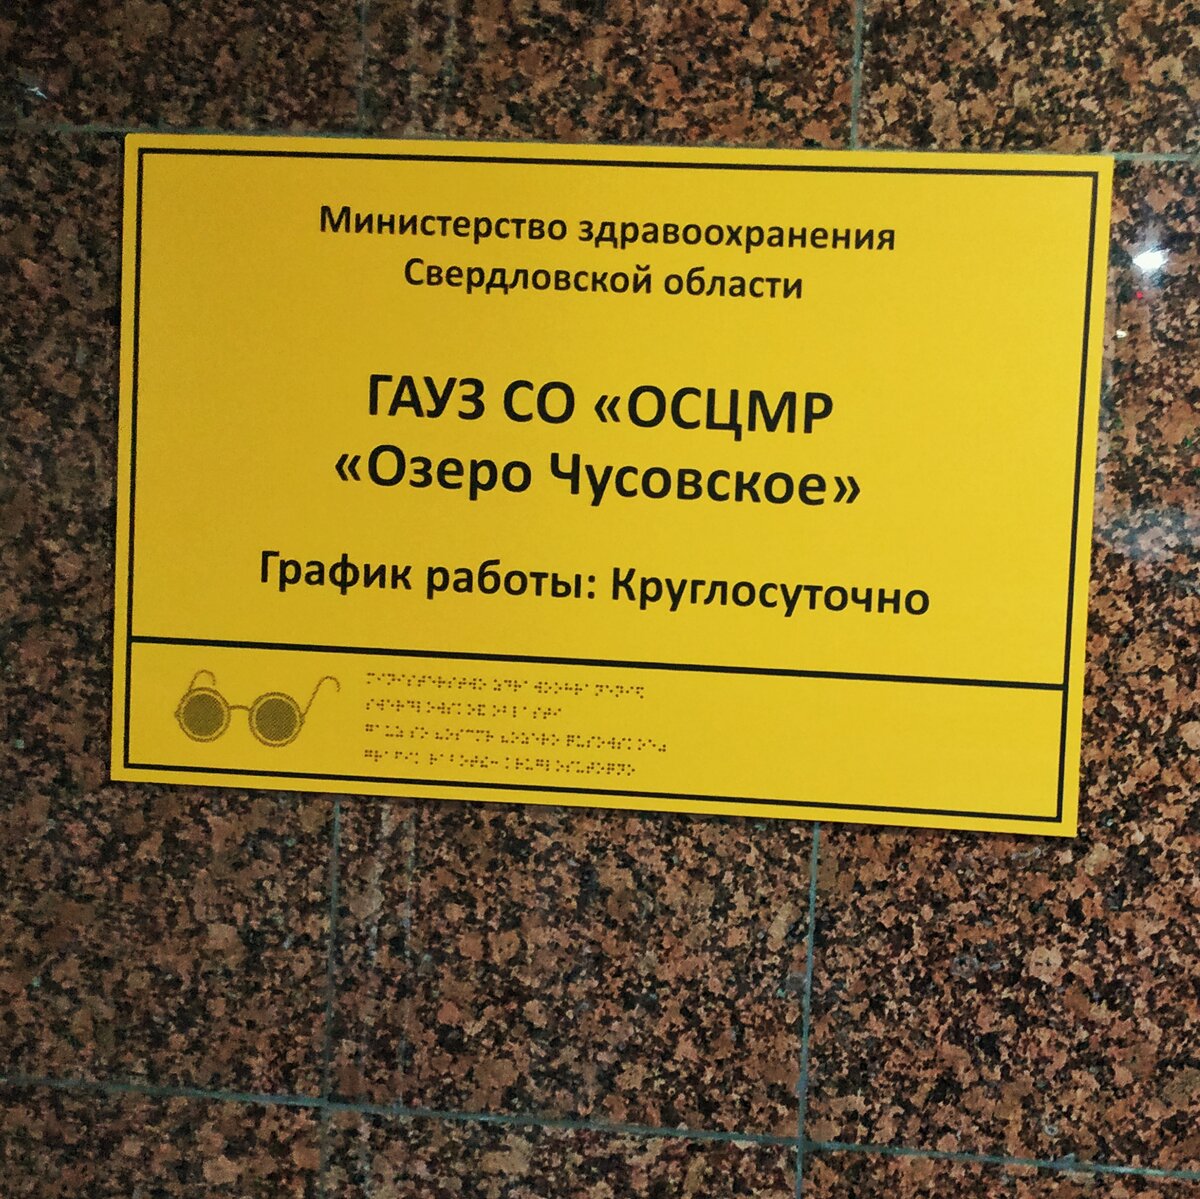 Министерство здравоохранения
Свердловской области
ГАУЗ СО «ОСЦМР
«Озеро Чусовское»
График работы: Круглосуточно